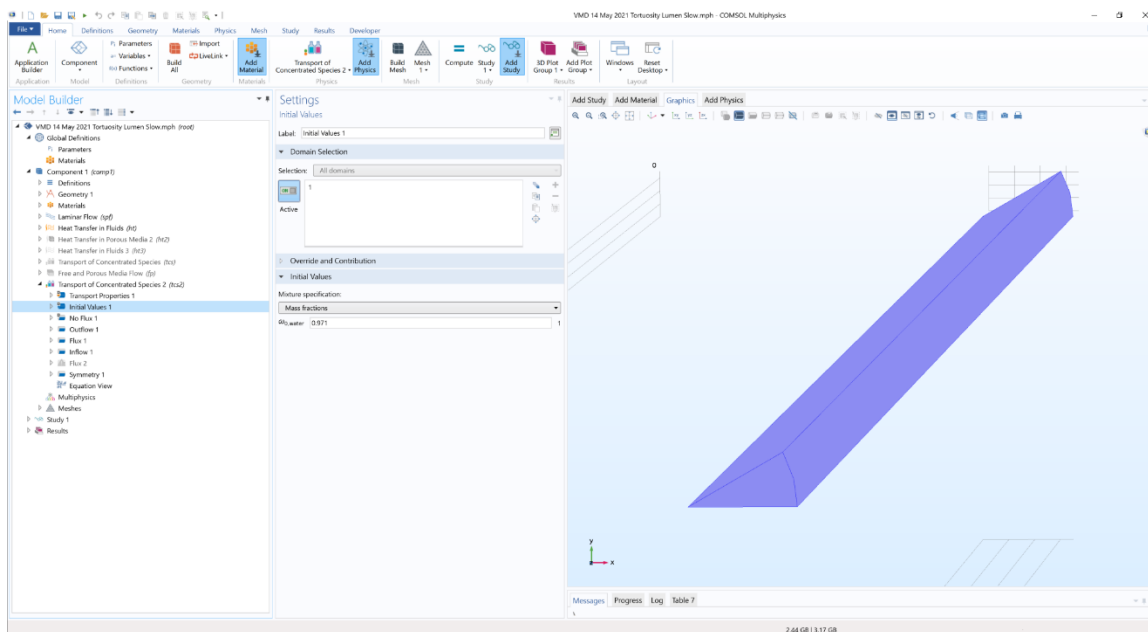 VMD 14 May 2021 Tortuosity Lumen Slow.mph - COMSOL Multiphysics
File Home Definitions Geometry Materials Physics Mesh Study Results Developer
Application Builder
Component 1
Pi Parameters
a= Variables
f(x) Functions
Build All
Import
LiveLink
Add Material
Transport of Concentrated Species 2
Add Physics
Build Mesh
Mesh 1
Compute
Study 1
Add Study
3D Plot Group 1
Add Plot Group
Windows
Reset Desktop
Application Model Definitions Geometry Materials Physics Mesh Study Results Layout
Model Builder
VMD 14 May 2021 Tortuosity Lumen Slow.mph (root)
Global Definitions
Pi Parameters
Materials
Component 1 (comp1)
Definitions
Geometry 1
Materials
Laminar Flow (spf)
Heat Transfer in Fluids (ht)
Heat Transfer in Porous Media 2 (ht2)
Heat Transfer in Fluids 3 (ht3)
Transport of Concentrated Species (tcs)
Free and Porous Media Flow (fp)
Transport of Concentrated Species 2 (tcs2)
Transport Properties 1
Initial Values 1
No Flux 1
Outflow 1
Flux 1
Inflow 1
Flux 2
Symmetry 1
Equation View
Multiphysics
Meshes
Study 1
Results
Settings
Initial Values
Label: Initial Values 1
Domain Selection
Selection: All domains
1
Active
Override and Contribution
Initial Values
Mixture specification:
Mass fractions
ω0,water 0.971 1
Add Study Add Material Graphics Add Physics
0
y
x
Messages Progress Log Table 7
2.44 GB | 3.17 GB